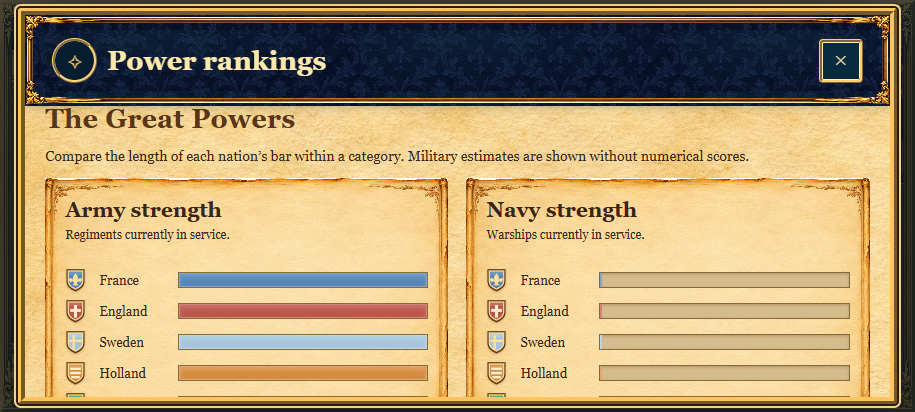 Power rankings
×
The Great Powers
Compare the length of each nation’s bar within a category. Military estimates are shown without numerical scores.
Army strength
Regiments currently in service.
France
England
Sweden
Holland
Navy strength
Warships currently in service.
France
England
Sweden
Holland